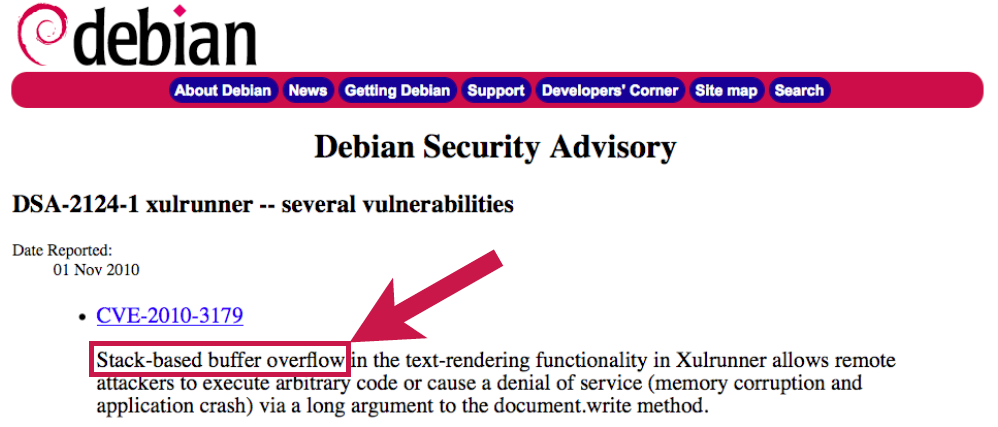 debian
About Debian News Getting Debian Support Developers' Corner Site map Search
Debian Security Advisory
DSA-2124-1 xulrunner -- several vulnerabilities
Date Reported:
01 Nov 2010
• CVE-2010-3179
Stack-based buffer overflow in the text-rendering functionality in Xulrunner allows remote
attackers to execute arbitrary code or cause a denial of service (memory corruption and
application crash) via a long argument to the document.write method.